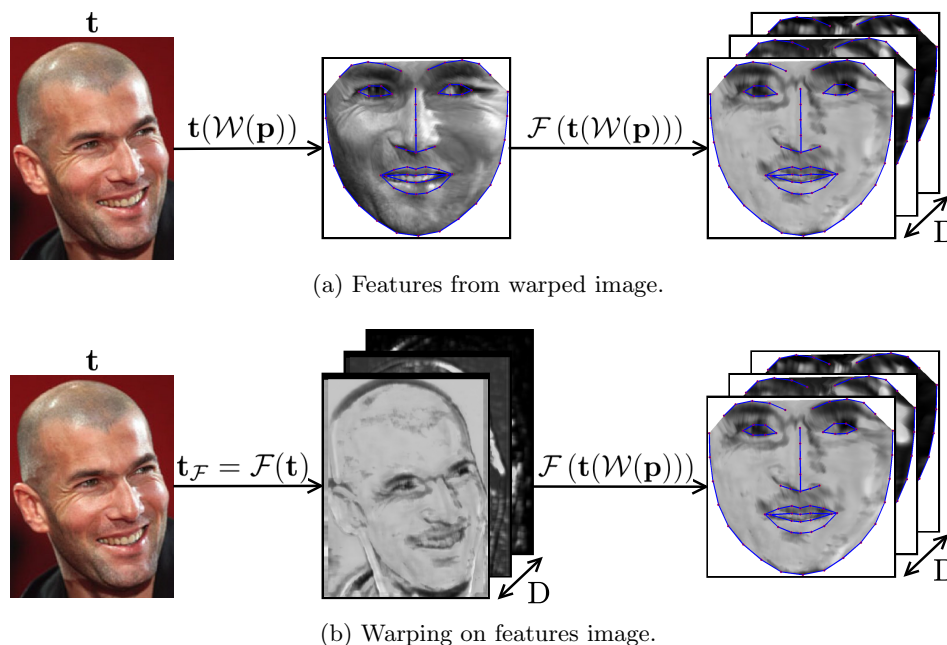 t
t(W(p))
F (t(W(p)))
D
(a) Features from warped image.
t
t_F = F(t)
F (t(W(p)))
D
D
(b) Warping on features image.